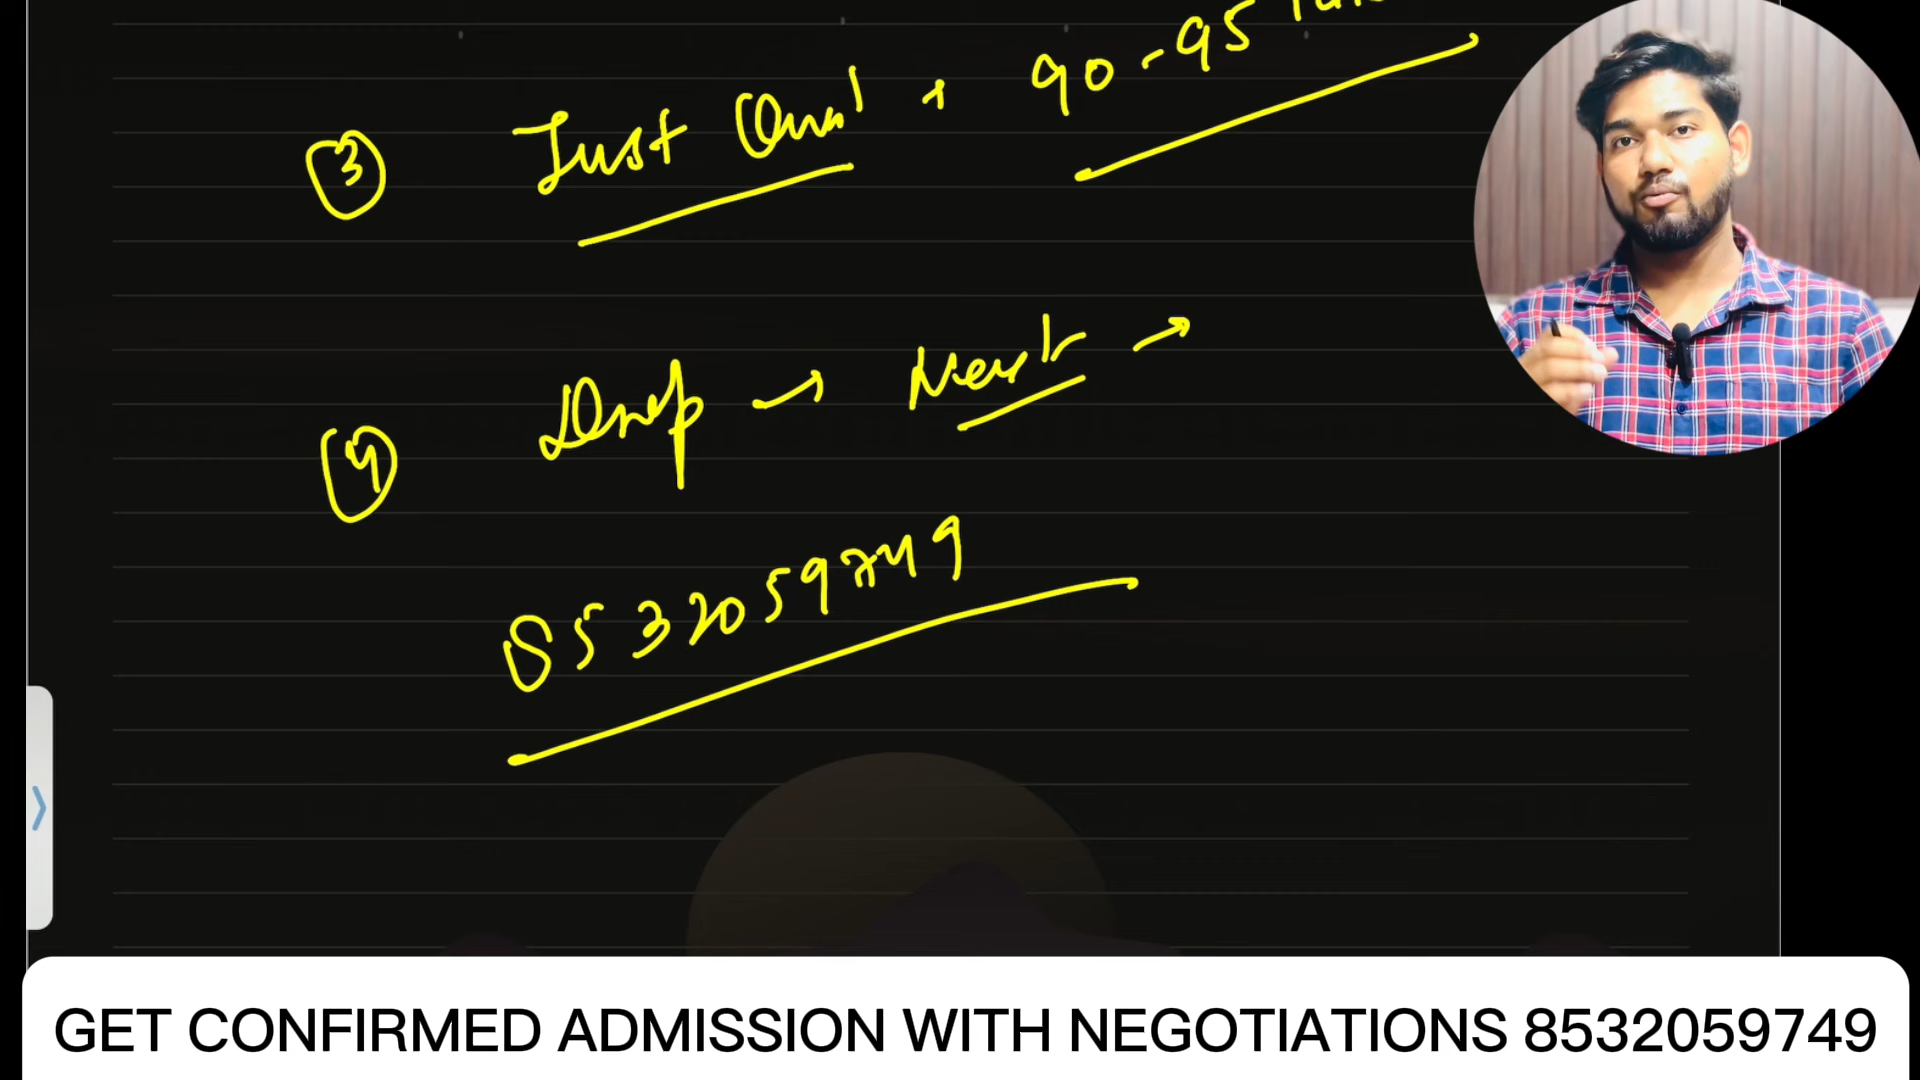 ③ Just Qual + 90-95
④ Drop → Next →
8532059749
GET CONFIRMED ADMISSION WITH NEGOTIATIONS 8532059749